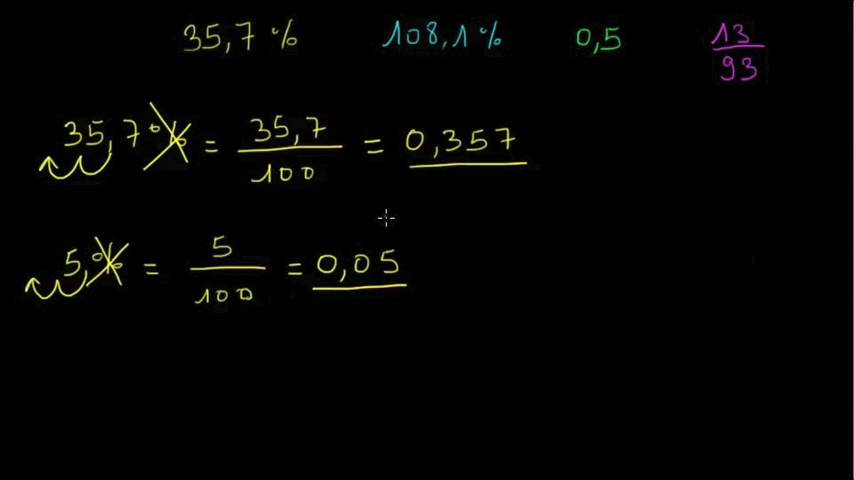 35,7 % 108,1 % 0,5 13/93
35,7 % = 35,7/100 = 0,357
5, % = 5/100 = 0,05